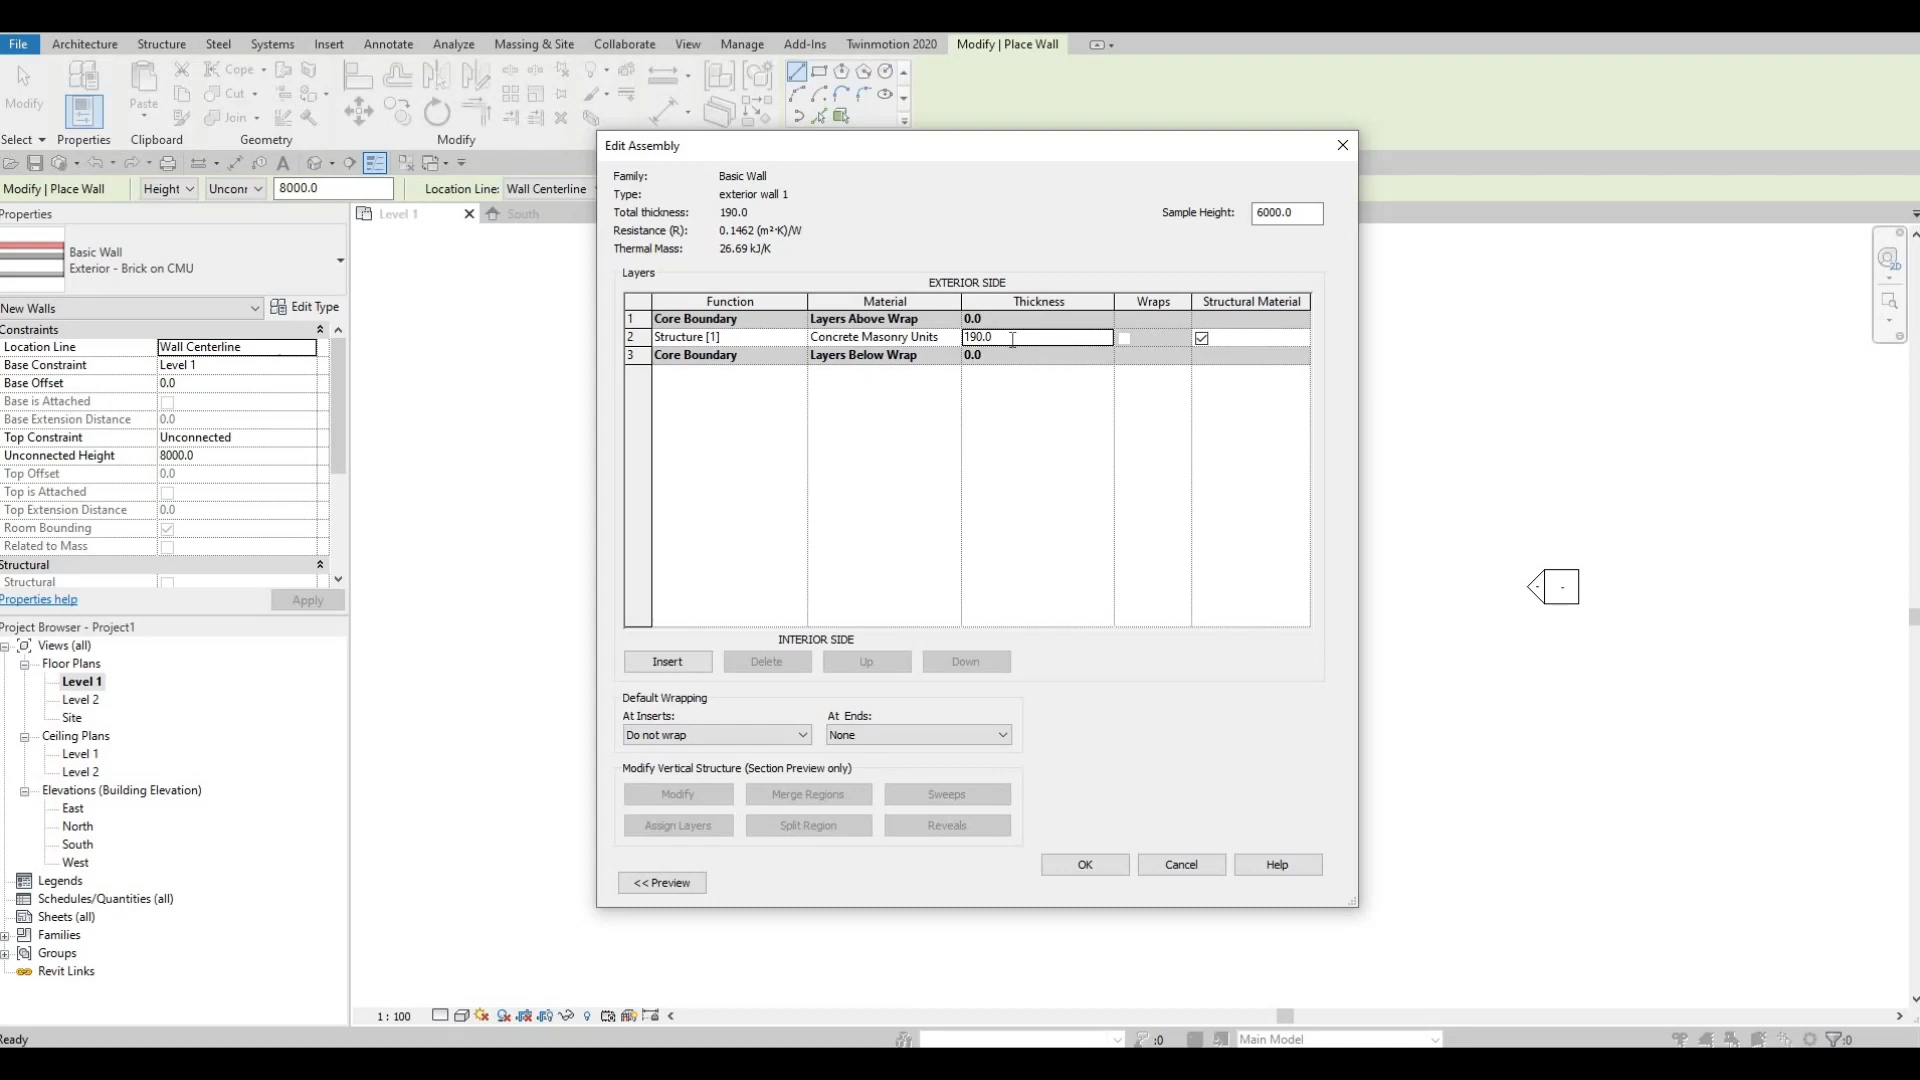 File Architecture Structure Steel Systems Insert Annotate Analyze Massing & Site Collaborate View Manage Add-Ins Twinmotion 2020 Modify | Place Wall
Modify Paste Cope Cut Join
Select Properties Clipboard Geometry Modify
Modify | Place Wall Height Unconr 8000.0 Location Line: Wall Centerline
Properties
Level 1 South
Basic Wall
Exterior - Brick on CMU
New Walls Edit Type
Constraints
Location Line Wall Centerline
Base Constraint Level 1
Base Offset 0.0
Base is Attached
Base Extension Distance 0.0
Top Constraint Unconnected
Unconnected Height 8000.0
Top Offset 0.0
Top is Attached
Top Extension Distance 0.0
Room Bounding
Related to Mass
Structural
Structural
Properties help Apply
Project Browser - Project1
Views (all)
Floor Plans
Level 1
Level 2
Site
Ceiling Plans
Level 1
Level 2
Elevations (Building Elevation)
East
North
South
West
Legends
Schedules/Quantities (all)
Sheets (all)
Families
Groups
Revit Links
Edit Assembly
Family: Basic Wall
Type: exterior wall 1
Total thickness: 190.0 Sample Height: 6000.0
Resistance (R): 0.1462 (m²·K)/W
Thermal Mass: 26.69 kJ/K
Layers
EXTERIOR SIDE
Function Material Thickness Wraps Structural Material
1 Core Boundary Layers Above Wrap 0.0
2 Structure [1] Concrete Masonry Units 190.0
3 Core Boundary Layers Below Wrap 0.0
INTERIOR SIDE
Insert Delete Up Down
Default Wrapping
At Inserts: At Ends:
Do not wrap None
Modify Vertical Structure (Section Preview only)
Modify Merge Regions Sweeps
Assign Layers Split Region Reveals
OK Cancel Help
<< Preview
2D
1 : 100
Ready :0 Main Model :0